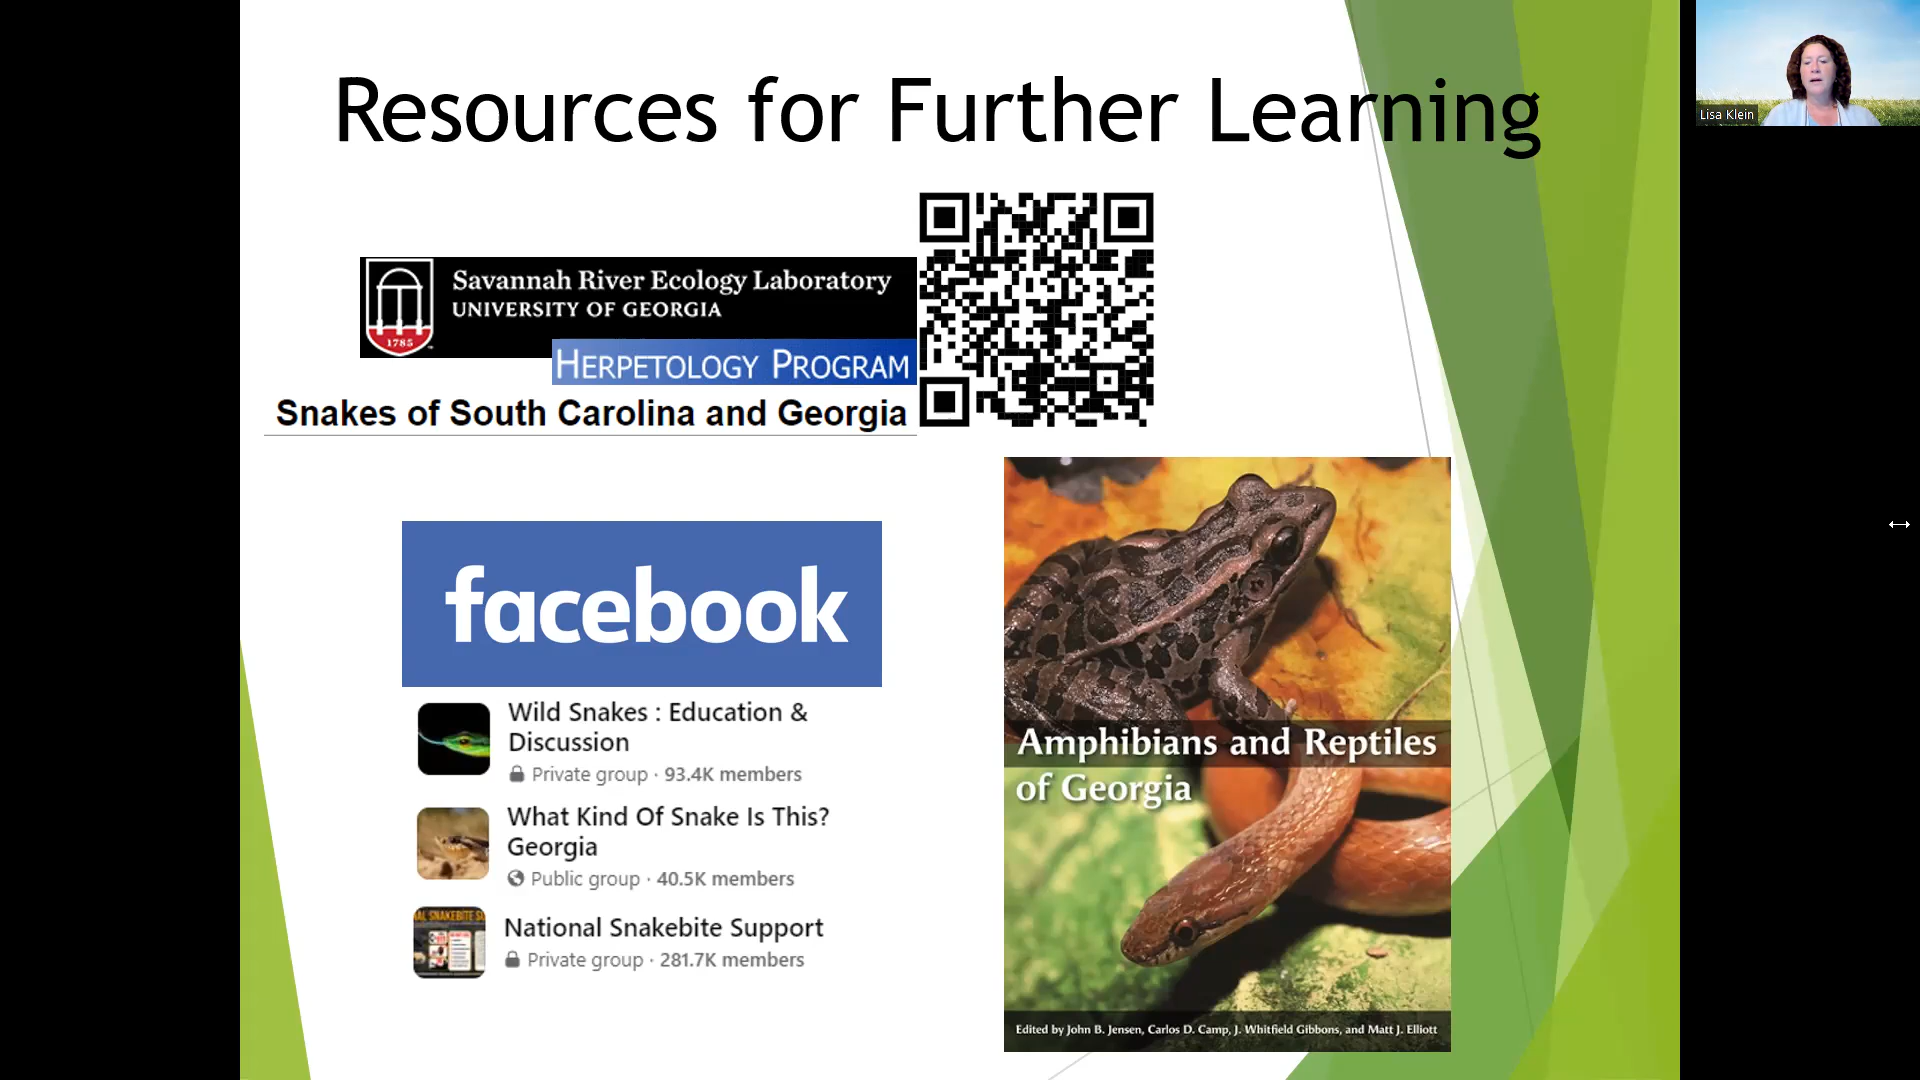 Resources for Further Learning
Lisa Klein
Savannah River Ecology Laboratory
UNIVERSITY OF GEORGIA
1785
HERPETOLOGY PROGRAM
Snakes of South Carolina and Georgia
facebook
Wild Snakes : Education &
Discussion
Private group · 93.4K members
What Kind Of Snake Is This?
Georgia
Public group · 40.5K members
National Snakebite Support
Private group · 281.7K members
Amphibians and Reptiles
of Georgia
Edited by John B. Jensen, Carlos D. Camp, J. Whitfield Gibbons, and Matt J. Elliott